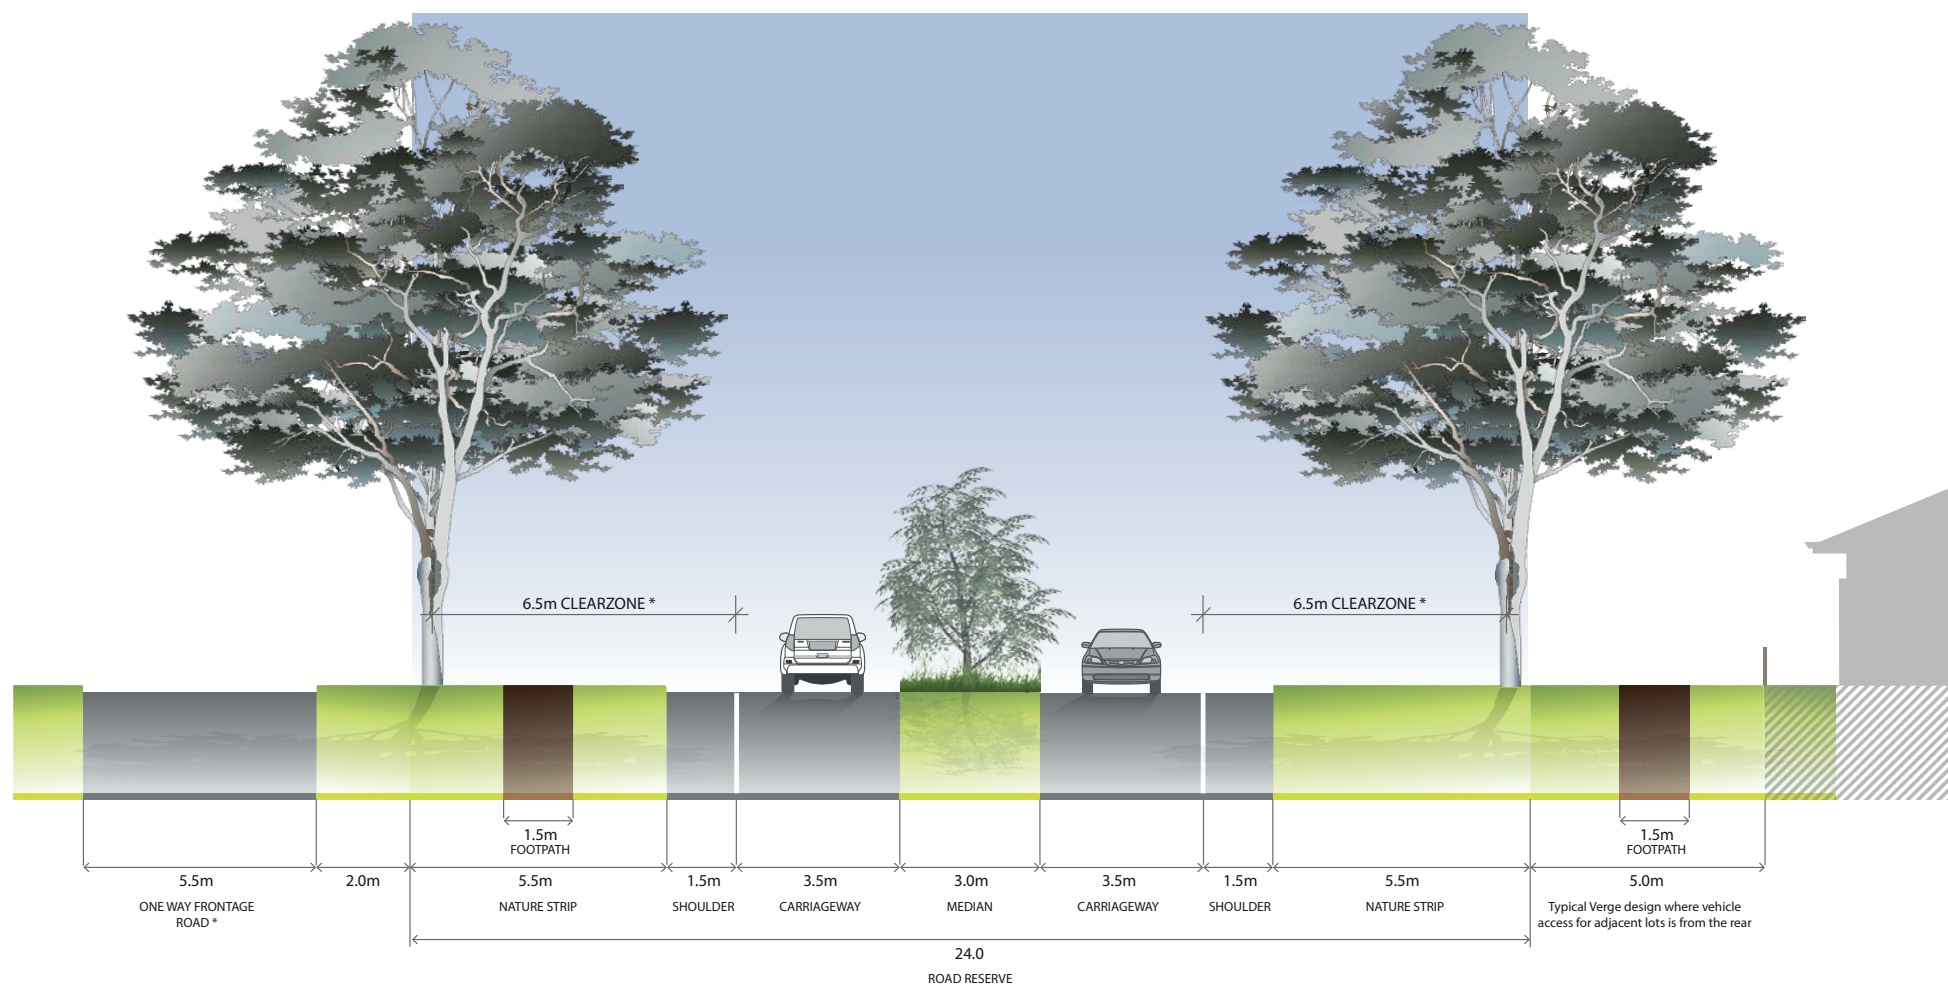 6.5m CLEARZONE *
6.5m CLEARZONE *
1.5m
FOOTPATH
1.5m
FOOTPATH
5.5m
2.0m
5.5m
1.5m
3.5m
3.0m
3.5m
1.5m
5.5m
5.0m
ONE WAY FRONTAGE
ROAD *
NATURE STRIP
SHOULDER
CARRIAGEWAY
MEDIAN
CARRIAGEWAY
SHOULDER
NATURE STRIP
Typical Verge design where vehicle
access for adjacent lots is from the rear
24.0
ROAD RESERVE